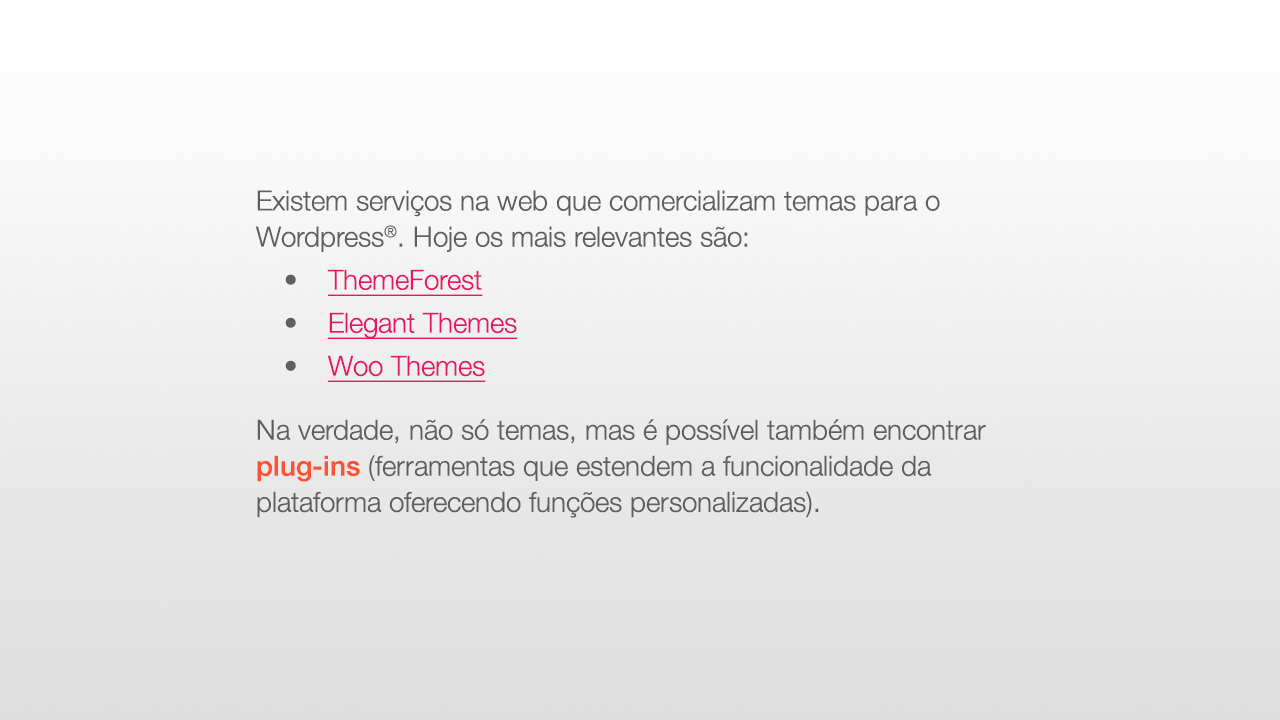 Existem serviços na web que comercializam temas para o
Wordpress®. Hoje os mais relevantes são:
• ThemeForest
• Elegant Themes
• Woo Themes
Na verdade, não só temas, mas é possível também encontrar
plug-ins (ferramentas que estendem a funcionalidade da
plataforma oferecendo funções personalizadas).